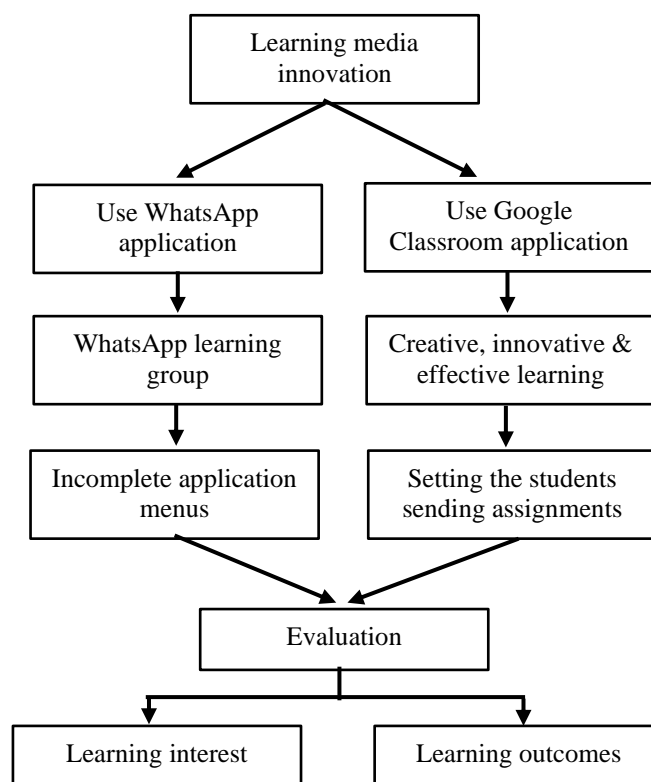 Learning media
innovation
Use WhatsApp
application
Use Google
Classroom application
WhatsApp learning
group
Creative, innovative &
effective learning
Incomplete application
menus
Setting the students
sending assignments
Evaluation
Learning interest
Learning outcomes